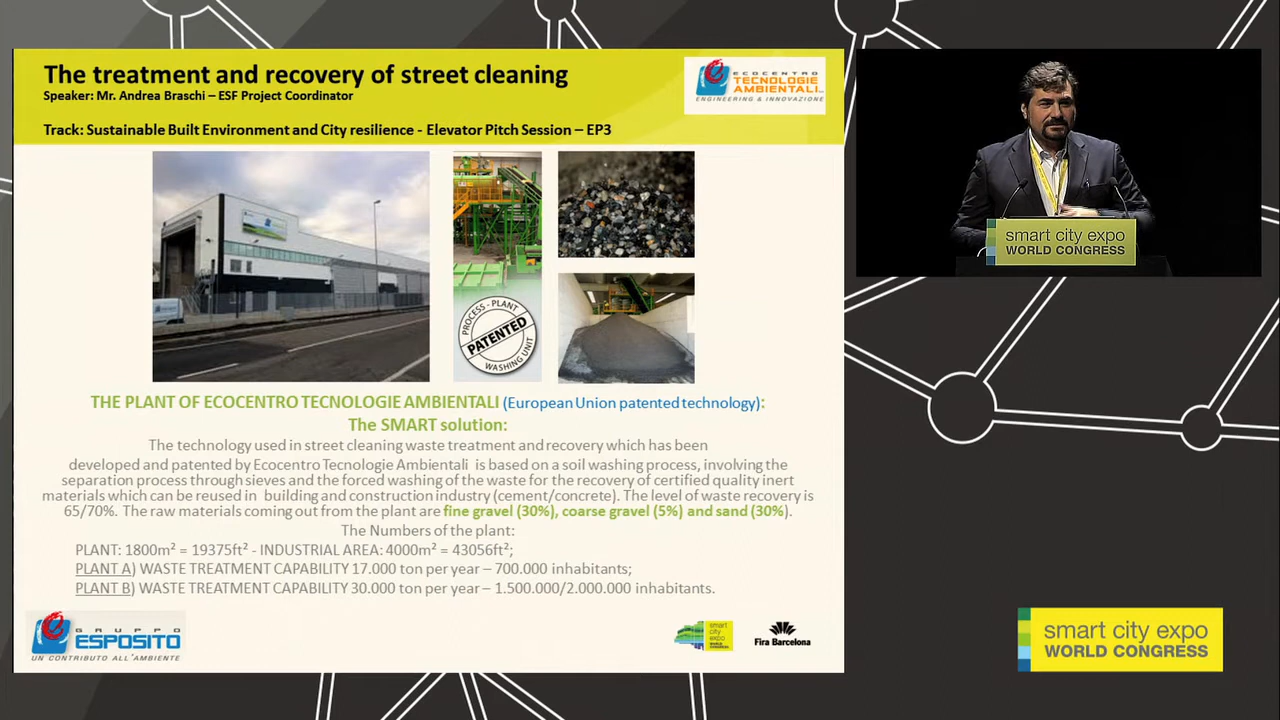 The treatment and recovery of street cleaning
Speaker: Mr. Andrea Braschi – ESF Project Coordinator
Track: Sustainable Built Environment and City resilience - Elevator Pitch Session – EP3
ECOCENTRO
TECNOLOGIE
AMBIENTALI
ENGINEERING & INNOVAZIONE
smart city expo
WORLD CONGRESS
PROCESS - PLANT
PATENTED
WASHING UNIT
THE PLANT OF ECOCENTRO TECNOLOGIE AMBIENTALI (European Union patented technology):
The SMART solution:
The technology used in street cleaning waste treatment and recovery which has been
developed and patented by Ecocentro Tecnologie Ambientali is based on a soil washing process, involving the
separation process through sieves and the forced washing of the waste for the recovery of certified quality inert
materials which can be reused in building and construction industry (cement/concrete). The level of waste recovery is
65/70%. The raw materials coming out from the plant are fine gravel (30%), coarse gravel (5%) and sand (30%).
The Numbers of the plant:
PLANT: 1800m² = 19375ft² - INDUSTRIAL AREA: 4000m² = 43056ft²;
PLANT A) WASTE TREATMENT CAPABILITY 17.000 ton per year – 700.000 inhabitants;
PLANT B) WASTE TREATMENT CAPABILITY 30.000 ton per year – 1.500.000/2.000.000 inhabitants.
GRUPPO
ESPOSITO
UN CONTRIBUTO ALL'AMBIENTE
smart
city
expo
Fira Barcelona
smart city expo
WORLD CONGRESS